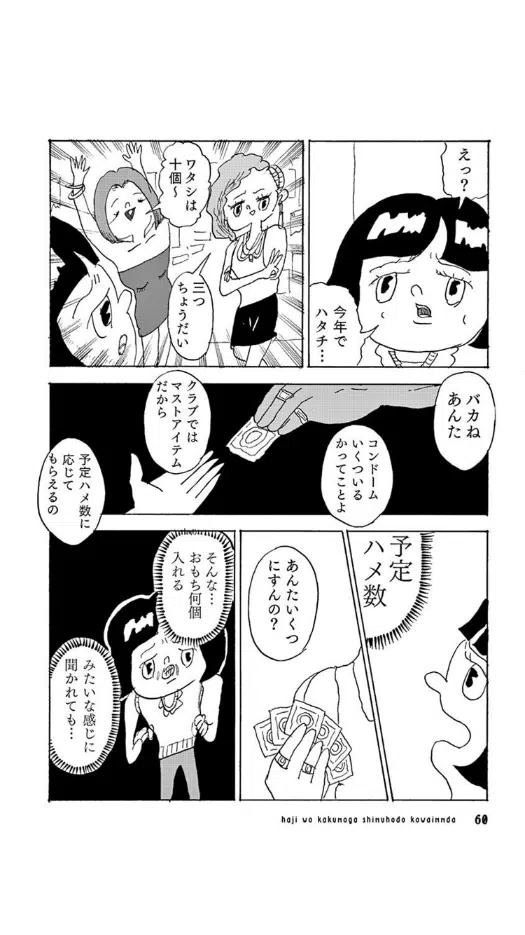 えっ?
今年で
ハタチ…
ワタシは
十個〜
三つ
ちょうだい
バカね
あんた
コンドーム
いくついる
かってことよ
クラブでは
マストアイテム
だから
予定ハメ数に
応じて
もらえるの
予定
ハメ数
あんたいくつ
にすんの?
そんな…
おもち何個
入れる
みたいな感じに
聞かれても…
haji wo kakunoga shinuhodo kowainnda
60